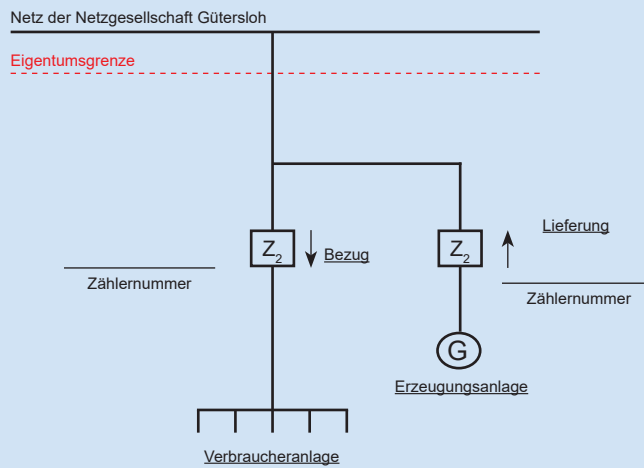 Netz der Netzgesellschaft Gütersloh
Eigentumsgrenze
Lieferung
Z2
Bezug
Z2
Zählernummer
Zählernummer
G
Erzeugungsanlage
Verbraucheranlage